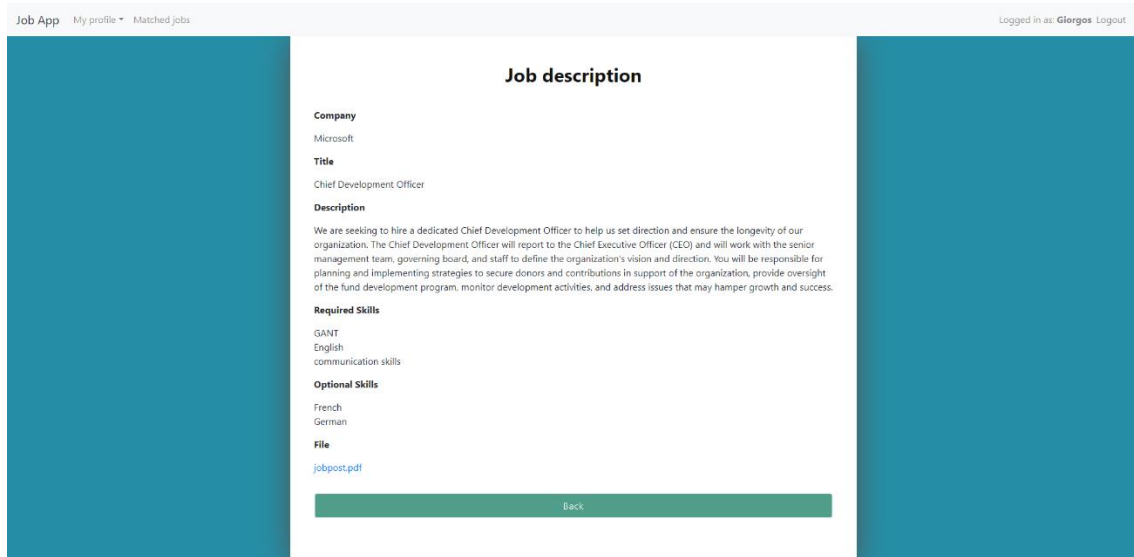 Job App My profile Matched jobs Logged in as: Giorgos Logout
Job description
Company
Microsoft
Title
Chief Development Officer
Description
We are seeking to hire a dedicated Chief Development Officer to help us set direction and ensure the longevity of our
organization. The Chief Development Officer will report to the Chief Executive Officer (CEO) and will work with the senior
management team, governing board, and staff to define the organization's vision and direction. You will be responsible for
planning and implementing strategies to secure donors and contributions in support of the organization, provide oversight
of the fund development program, monitor development activities, and address issues that may hamper growth and success.
Required Skills
GANT
English
communication skills
Optional Skills
French
German
File
jobpost.pdf
Back